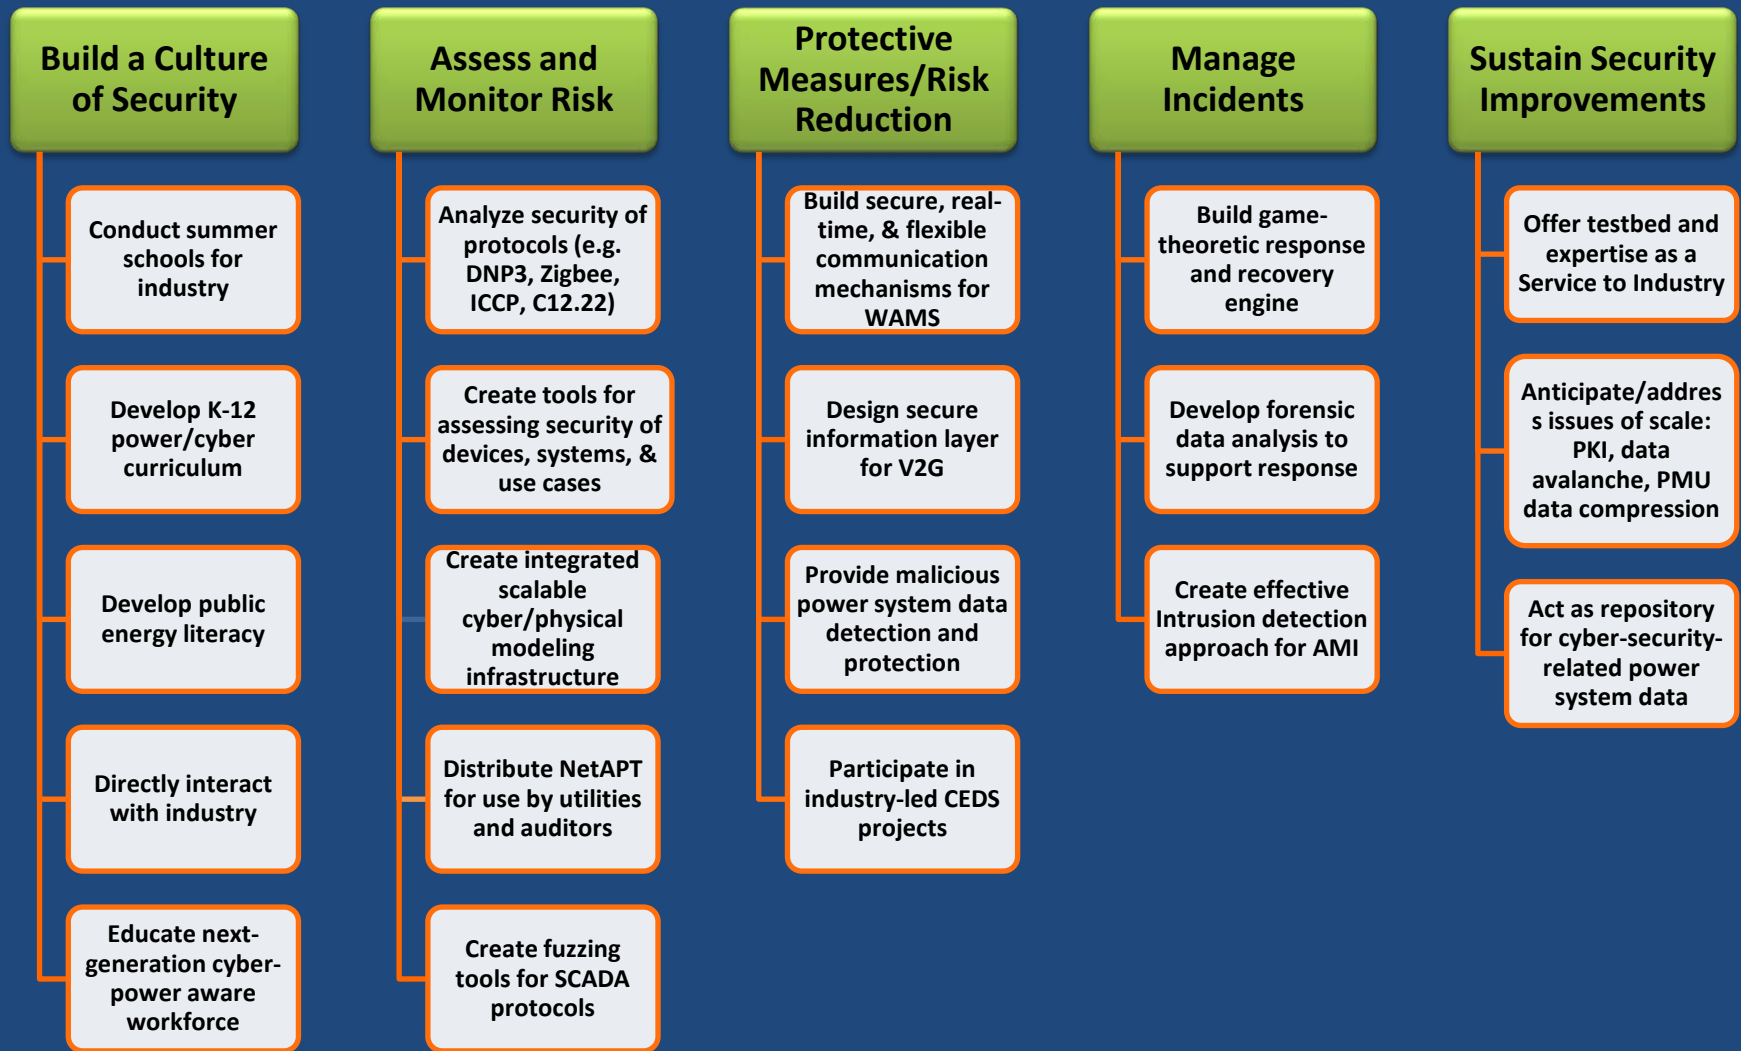 Build a Culture
of Security
Conduct summer
schools for
industry
Develop K-12
power/cyber
curriculum
Develop public
energy literacy
Directly interact
with industry
Educate next-
generation cyber-
power aware
workforce
Assess and
Monitor Risk
Analyze security of
protocols (e.g.
DNP3, Zigbee,
ICCP, C12.22)
Create tools for
assessing security of
devices, systems, &
use cases
Create integrated
scalable
cyber/physical
modeling
infrastructure
Distribute NetAPT
for use by utilities
and auditors
Create fuzzing
tools for SCADA
protocols
Protective
Measures/Risk
Reduction
Build secure, real-
time, & flexible
communication
mechanisms for
WAMS
Design secure
information layer
for V2G
Provide malicious
power system data
detection and
protection
Participate in
industry-led CEDS
projects
Manage
Incidents
Build game-
theoretic response
and recovery
engine
Develop forensic
data analysis to
support response
Create effective
Intrusion detection
approach for AMI
Sustain Security
Improvements
Offer testbed and
expertise as a
Service to Industry
Anticipate/addres
s issues of scale:
PKI, data
avalanche, PMU
data compression
Act as repository
for cyber-security-
related power
system data